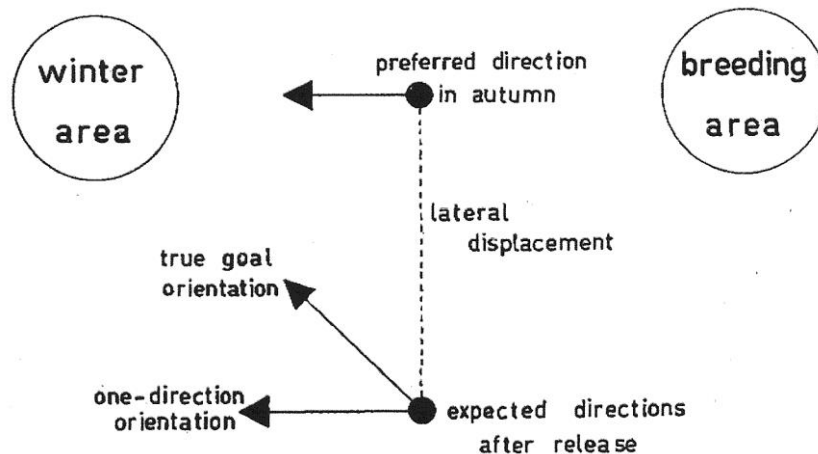 winter
area
preferred direction
in autumn
breeding
area
lateral
displacement
true goal
orientation
one-direction
orientation
expected directions
after release